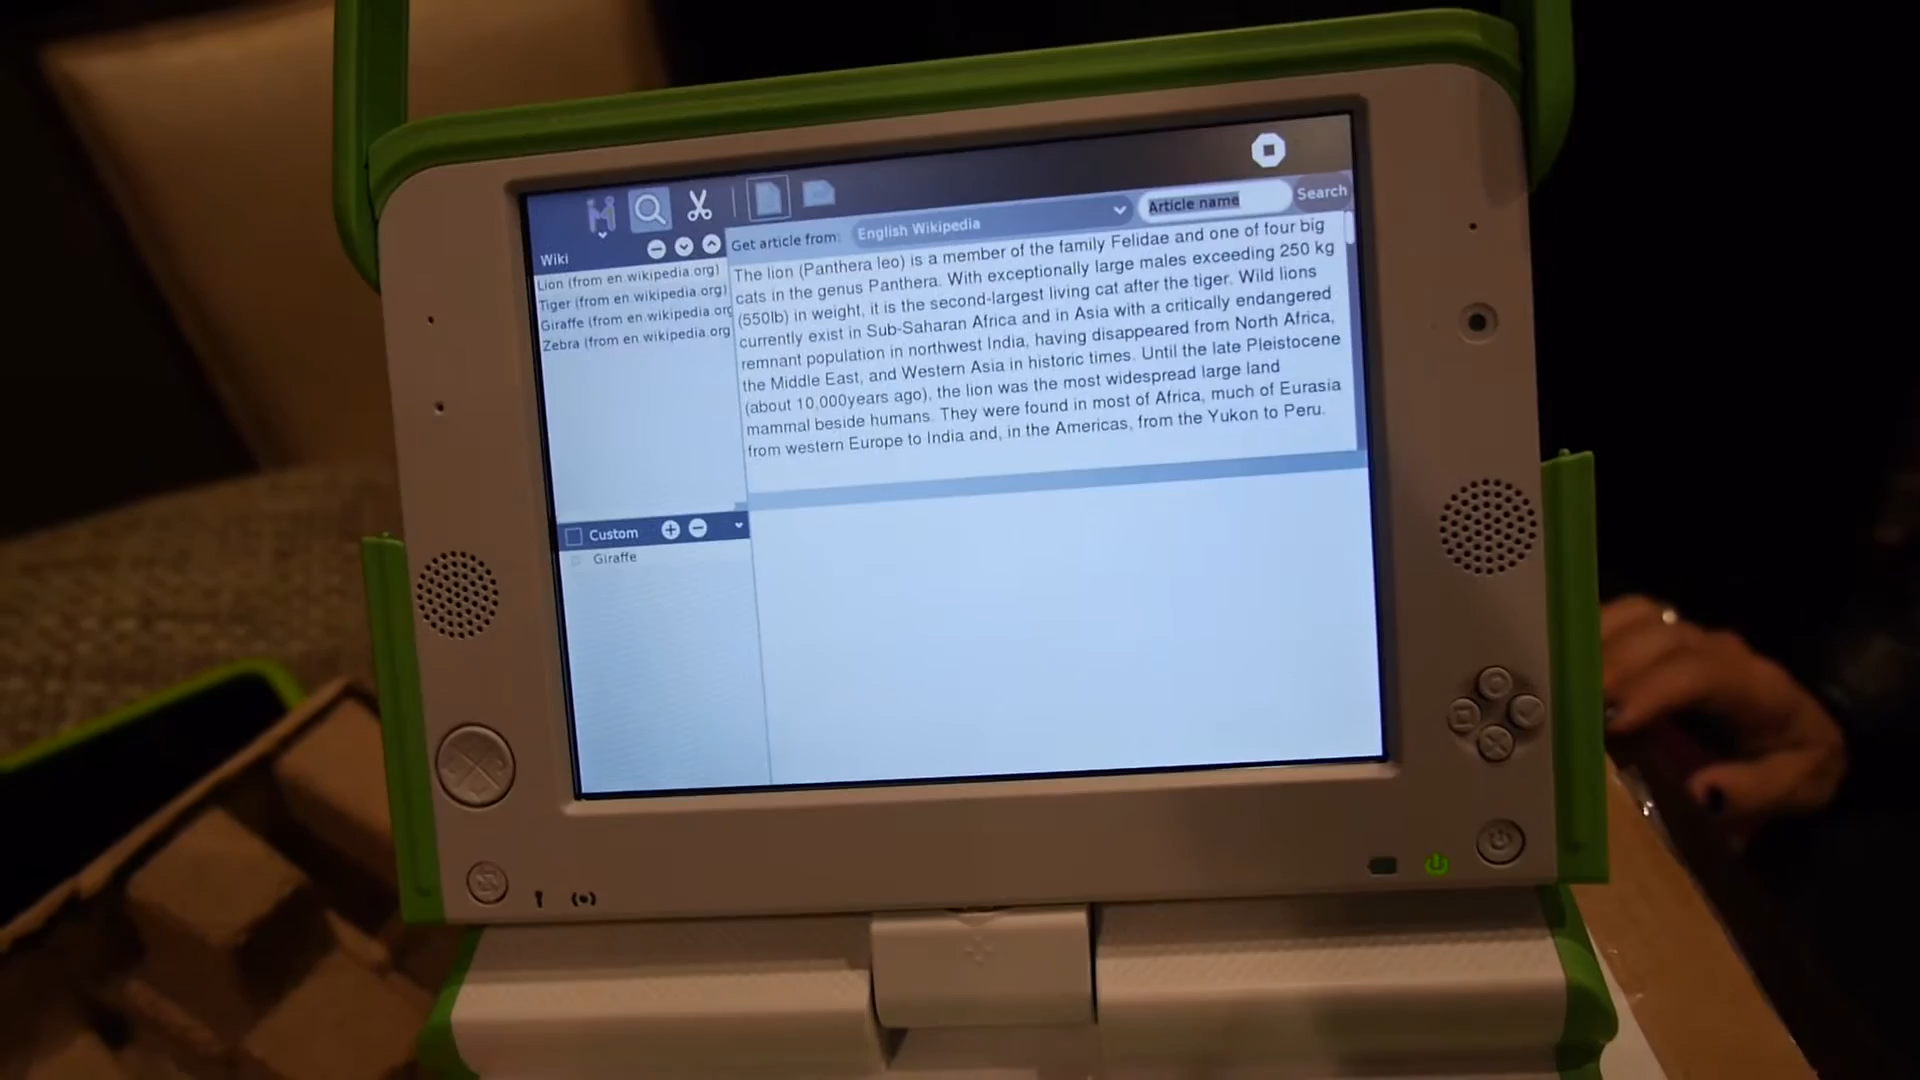 Get article from: English Wikipedia Article name Search
Wiki
Lion (from en.wikipedia.org)
Tiger (from en.wikipedia.org)
Giraffe (from en.wikipedia.org
Zebra (from en.wikipedia.org
The lion (Panthera leo) is a member of the family Felidae and one of four big
cats in the genus Panthera. With exceptionally large males exceeding 250 kg
(550lb) in weight, it is the second-largest living cat after the tiger. Wild lions
currently exist in Sub-Saharan Africa and in Asia with a critically endangered
remnant population in northwest India, having disappeared from North Africa,
the Middle East, and Western Asia in historic times. Until the late Pleistocene
(about 10,000years ago), the lion was the most widespread large land
mammal beside humans. They were found in most of Africa, much of Eurasia
from western Europe to India and, in the Americas, from the Yukon to Peru.
Custom
Giraffe